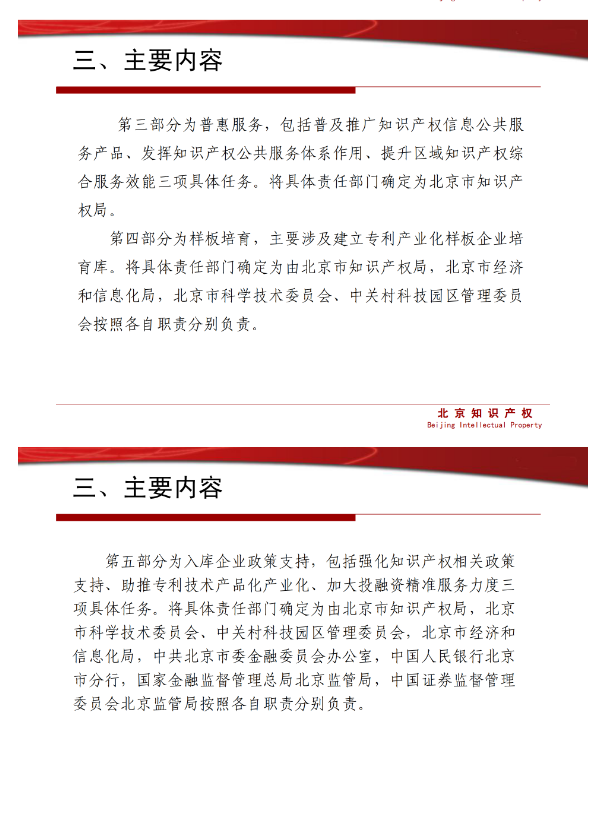 三、主要内容
第三部分为普惠服务，包括普及推广知识产权信息公共服
务产品、发挥知识产权公共服务体系作用、提升区域知识产权综
合服务效能三项具体任务。将具体责任部门确定为北京市知识产
权局。
第四部分为样板培育，主要涉及建立专利产业化样板企业培
育库。将具体责任部门确定为由北京市知识产权局，北京市经济
和信息化局，北京市科学技术委员会、中关村科技园区管理委员
会按照各自职责分别负责。
北京知识产权
Beijing Intellectual Property
三、主要内容
第五部分为入库企业政策支持，包括强化知识产权相关政策
支持、助推专利技术产品化产业化、加大投融资精准服务力度三
项具体任务。将具体责任部门确定为由北京市知识产权局，北京
市科学技术委员会、中关村科技园区管理委员会，北京市经济和
信息化局，中共北京市委金融委员会办公室，中国人民银行北京
市分行，国家金融监督管理总局北京监管局，中国证券监督管理
委员会北京监管局按照各自职责分别负责。